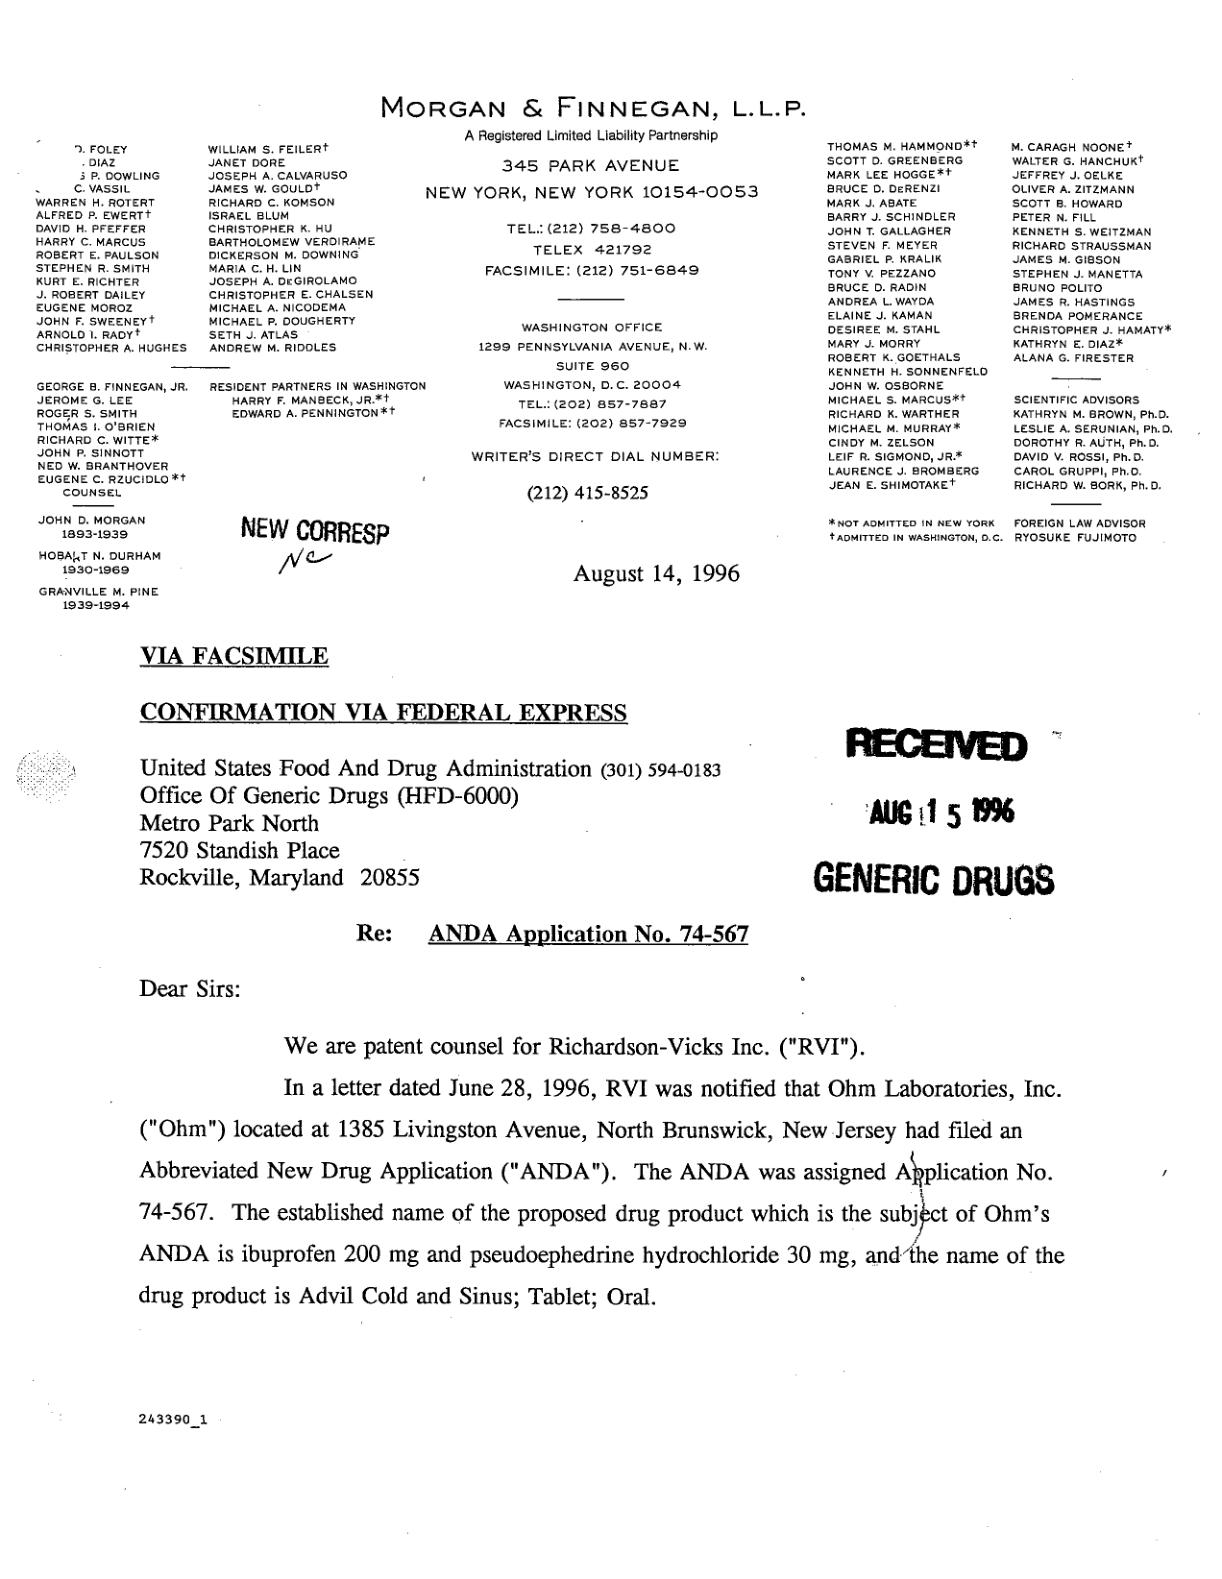 MORGAN & FINNEGAN, L.L.P.
A Registered Limited Liability Partnership
345 PARK AVENUE
NEW YORK, NEW YORK 10154-0053
TEL.: (212) 758-4800
TELEX 421792
FACSIMILE: (212) 751-6849
WASHINGTON OFFICE
1299 PENNSYLVANIA AVENUE, N.W.
SUITE 960
WASHINGTON, D.C. 20004
TEL.: (202) 857-7887
FACSIMILE: (202) 857-7929
WRITER'S DIRECT DIAL NUMBER:
(212) 415-8525
FOLEY
DIAZ
P. DOWLING
C. VASSIL
WARREN H. ROTERT
ALFRED P. EWERT†
DAVID H. PFEFFER
HARRY C. MARCUS
ROBERT E. PAULSON
STEPHEN R. SMITH
KURT E. RICHTER
J. ROBERT DAILEY
EUGENE MOROZ
JOHN F. SWEENEY†
ARNOLD I. RADY†
CHRISTOPHER A. HUGHES
WILLIAM S. FEILER†
JANET DORE
JOSEPH A. CALVARUSO
JAMES W. GOULD†
RICHARD C. KOMSON
ISRAEL BLUM
CHRISTOPHER K. HU
BARTHOLOMEW VERDIRAME
DICKERSON M. DOWNING
MARIA C. H. LIN
JOSEPH A. DEGIROLAMO
CHRISTOPHER E. CHALSEN
MICHAEL A. NICODEMA
MICHAEL P. DOUGHERTY
SETH J. ATLAS
ANDREW M. RIDDLES
GEORGE B. FINNEGAN, JR.
JEROME G. LEE
ROGER S. SMITH
THOMAS I. O'BRIEN
RICHARD C. WITTE*
JOHN P. SINNOTT
NED W. BRANTHOVER
EUGENE C. RZUCIDLO*†
COUNSEL
RESIDENT PARTNERS IN WASHINGTON
HARRY F. MANBECK, JR.*†
EDWARD A. PENNINGTON*†
JOHN D. MORGAN
1893-1939
HOBART N. DURHAM
1930-1969
GRANVILLE M. PINE
1939-1994
THOMAS M. HAMMOND*†
SCOTT D. GREENBERG
MARK LEE HOGGE*†
BRUCE D. DERENZI
MARK J. ABATE
BARRY J. SCHINDLER
JOHN T. GALLAGHER
STEVEN F. MEYER
GABRIEL P. KRALIK
TONY V. PEZZANO
BRUCE D. RADIN
ANDREA L. WAYDA
ELAINE J. KAMAN
DESIREE M. STAHL
MARY J. MORRY
ROBERT K. GOETHALS
KENNETH H. SONNENFELD
JOHN W. OSBORNE
MICHAEL S. MARCUS*†
RICHARD K. WARTHER
MICHAEL M. MURRAY*
CINDY M. ZELSON
LEIF R. SIGMOND, JR.*
LAURENCE J. BROMBERG
JEAN E. SHIMOTAKE†
M. CARAGH NOONE†
WALTER G. HANCHUK†
JEFFREY J. OELKE
OLIVER A. ZITZMANN
SCOTT B. HOWARD
PETER N. FILL
KENNETH S. WEITZMAN
RICHARD STRAUSSMAN
JAMES M. GIBSON
STEPHEN J. MANETTA
BRUNO POLITO
JAMES R. HASTINGS
BRENDA POMERANCE
CHRISTOPHER J. HAMATY*
KATHRYN E. DIAZ*
ALANA G. FIRESTER
SCIENTIFIC ADVISORS
KATHRYN M. BROWN, Ph.D.
LESLIE A. SERUNIAN, Ph.D.
DOROTHY R. AUTH, Ph.D.
DAVID V. ROSSI, Ph.D.
CAROL GRUPPI, Ph.D.
RICHARD W. BORK, Ph.D.
*NOT ADMITTED IN NEW YORK
†ADMITTED IN WASHINGTON, D.C.
FOREIGN LAW ADVISOR
RYOSUKE FUJIMOTO
NEW CORRESP
NC
August 14, 1996
VIA FACSIMILE
CONFIRMATION VIA FEDERAL EXPRESS
RECEIVED
AUG 15 1996
GENERIC DRUGS
United States Food And Drug Administration (301) 594-0183
Office Of Generic Drugs (HFD-6000)
Metro Park North
7520 Standish Place
Rockville, Maryland 20855
Re: ANDA Application No. 74-567
Dear Sirs:
We are patent counsel for Richardson-Vicks Inc. ("RVI").
In a letter dated June 28, 1996, RVI was notified that Ohm Laboratories, Inc.
("Ohm") located at 1385 Livingston Avenue, North Brunswick, New Jersey had filed an
Abbreviated New Drug Application ("ANDA"). The ANDA was assigned Application No.
74-567. The established name of the proposed drug product which is the subject of Ohm's
ANDA is ibuprofen 200 mg and pseudoephedrine hydrochloride 30 mg, and the name of the
drug product is Advil Cold and Sinus; Tablet; Oral.
243390_1